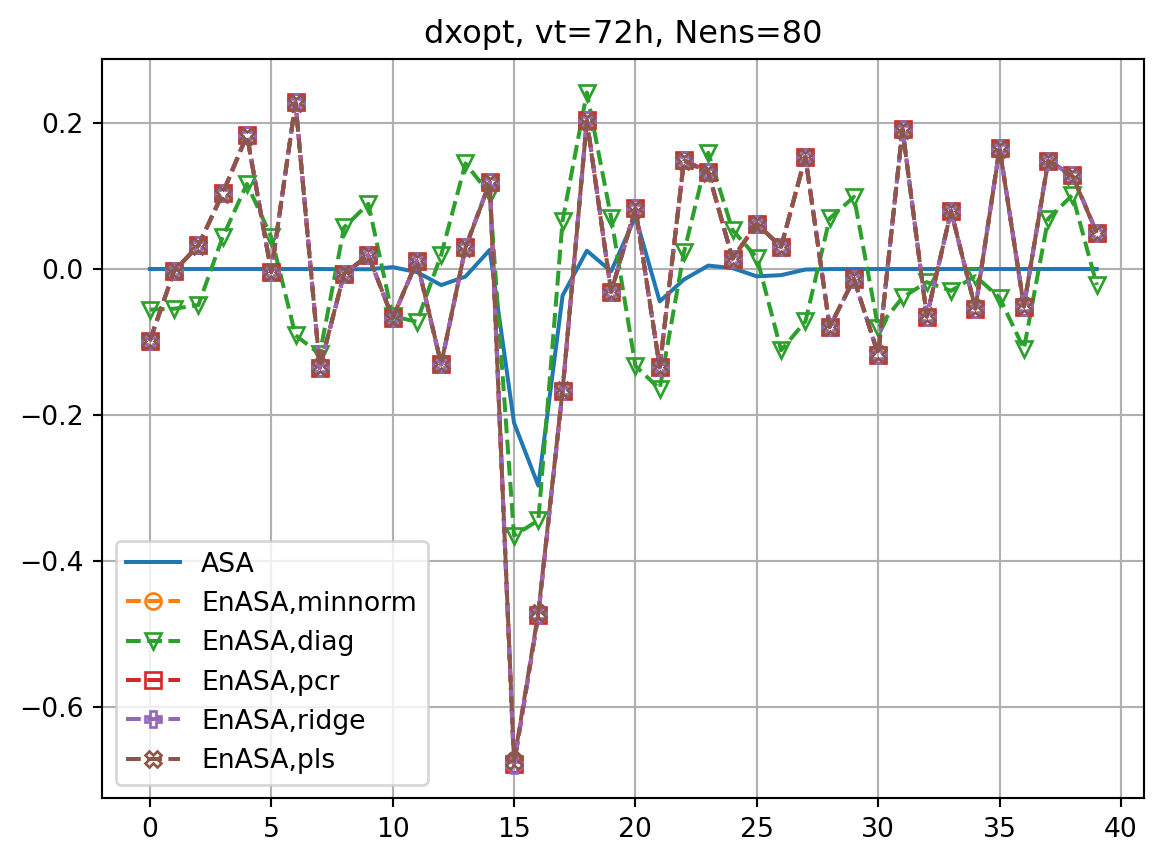 dxopt, vt=72h, Nens=80
0.2
0.0
−0.2
−0.4
−0.6
ASA
EnASA,minnorm
EnASA,diag
EnASA,pcr
EnASA,ridge
EnASA,pls
0 5 10 15 20 25 30 35 40